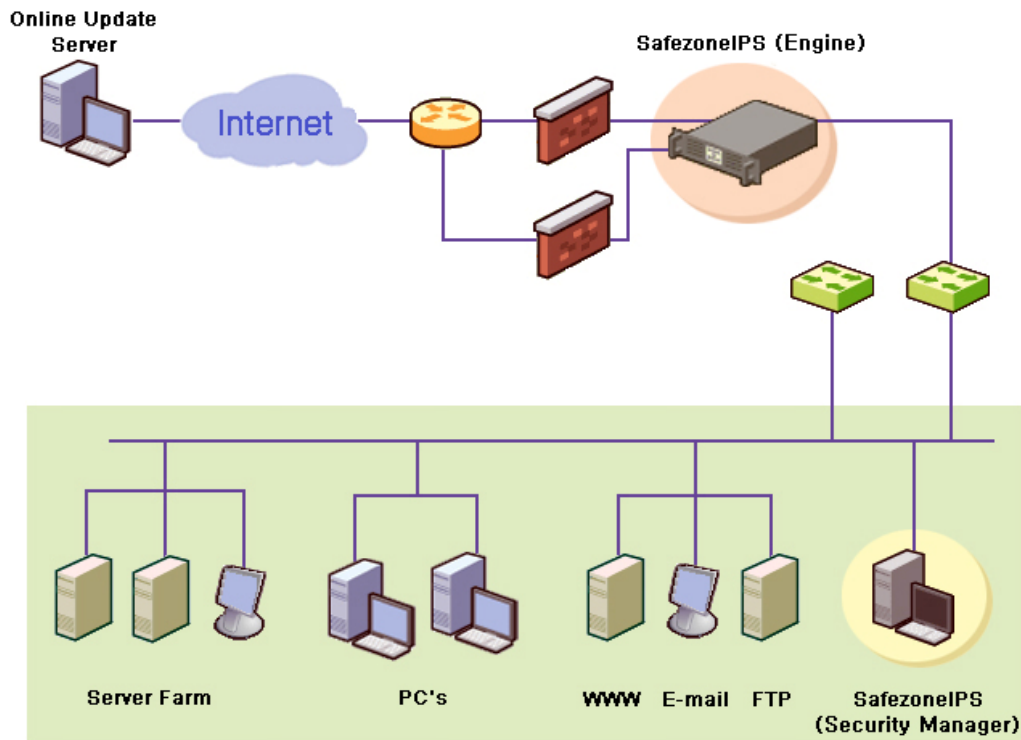 Online Update
Server
SafezoneIPS (Engine)
Internet
Server Farm
PC's
WWW
E-mail
FTP
SafezoneIPS
(Security Manager)